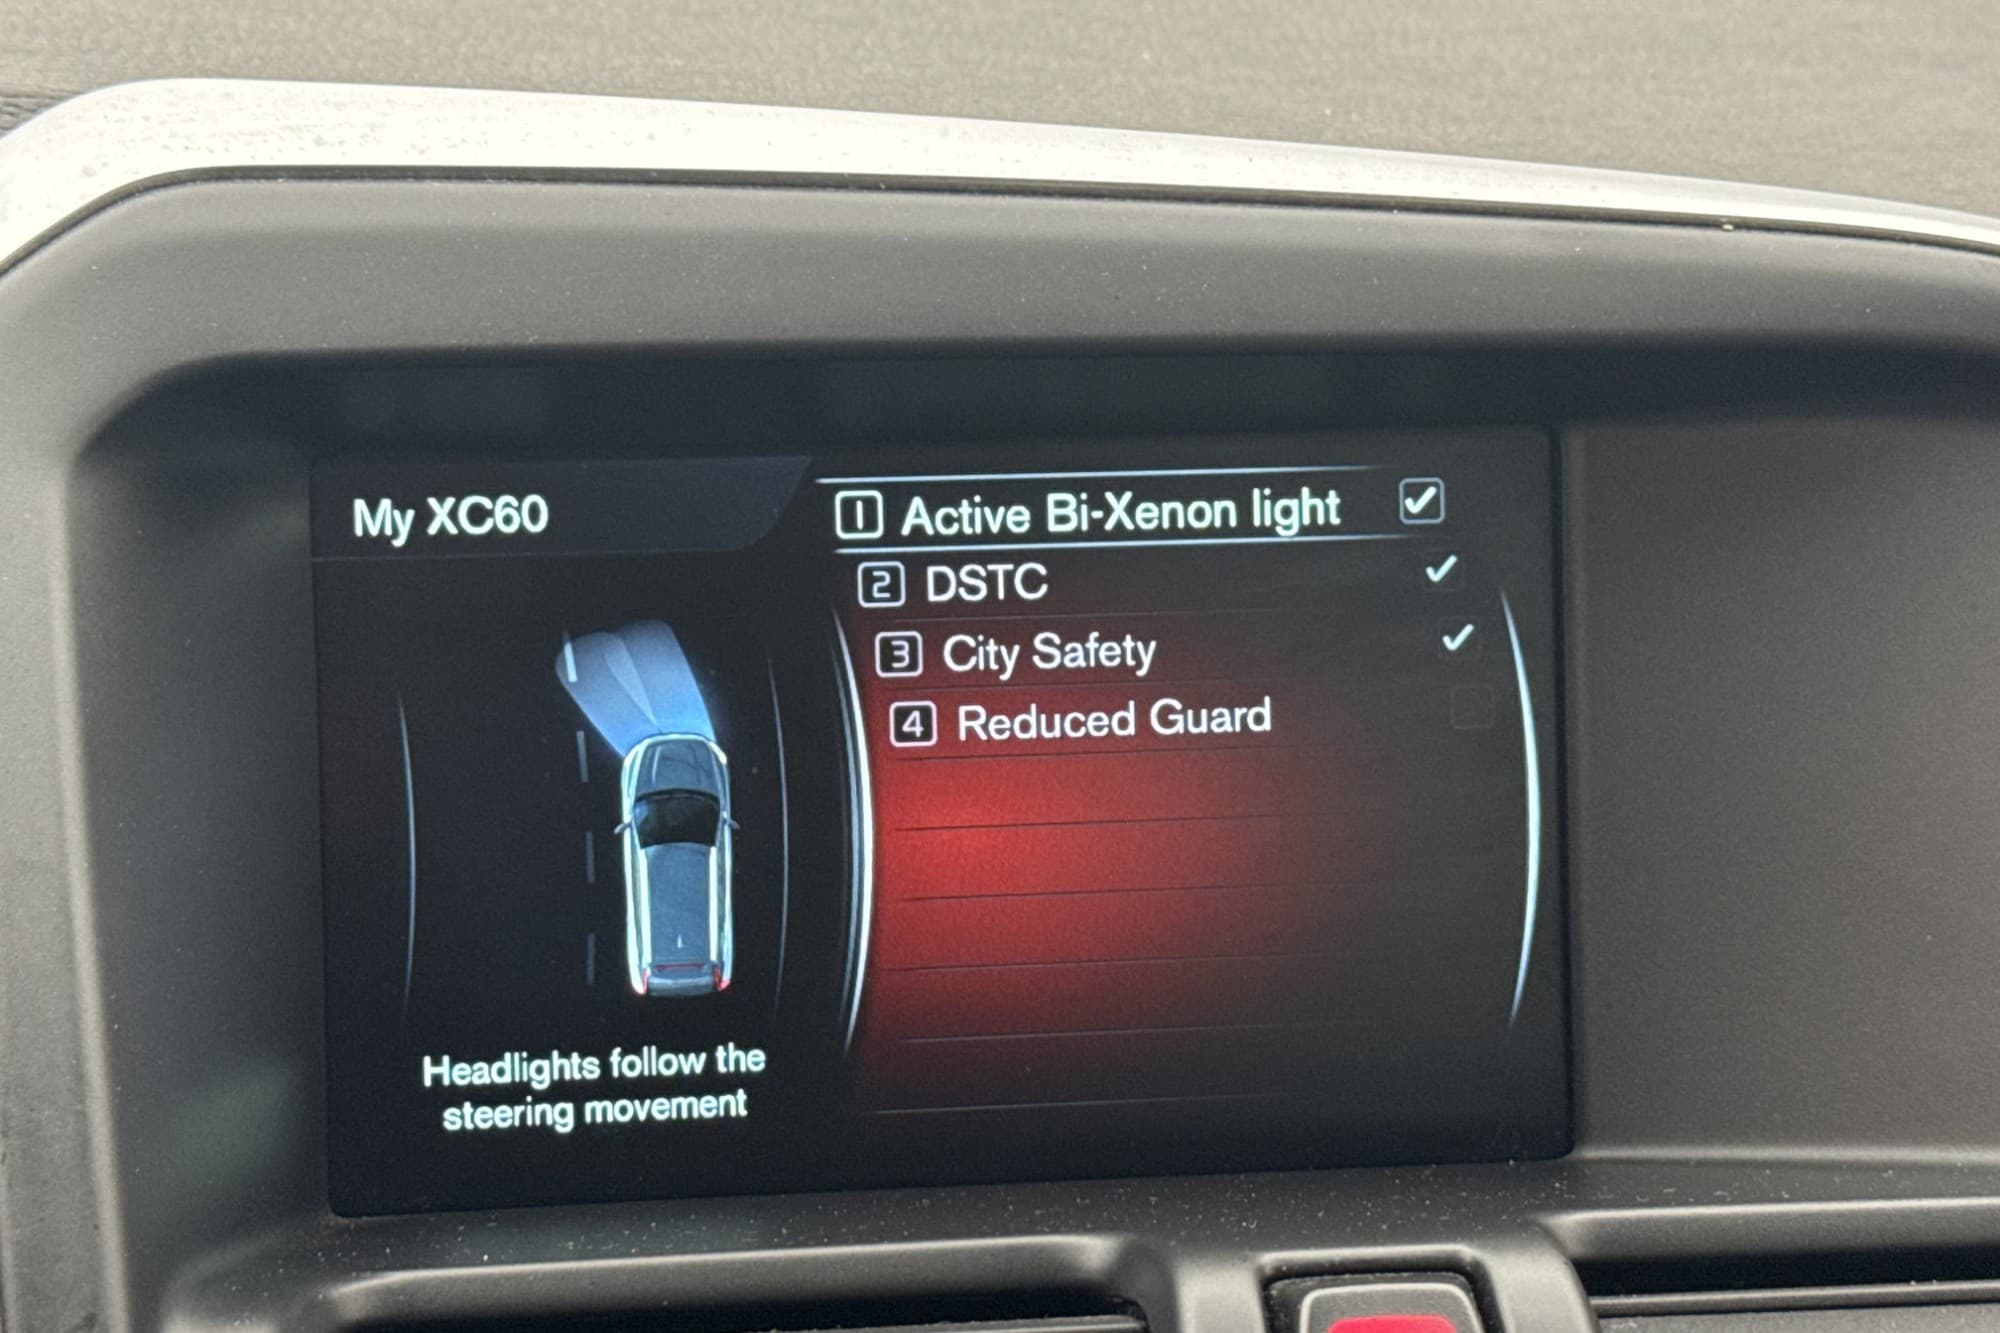 My XC60
1 Active Bi-Xenon light
2 DSTC
3 City Safety
4 Reduced Guard
Headlights follow the
steering movement